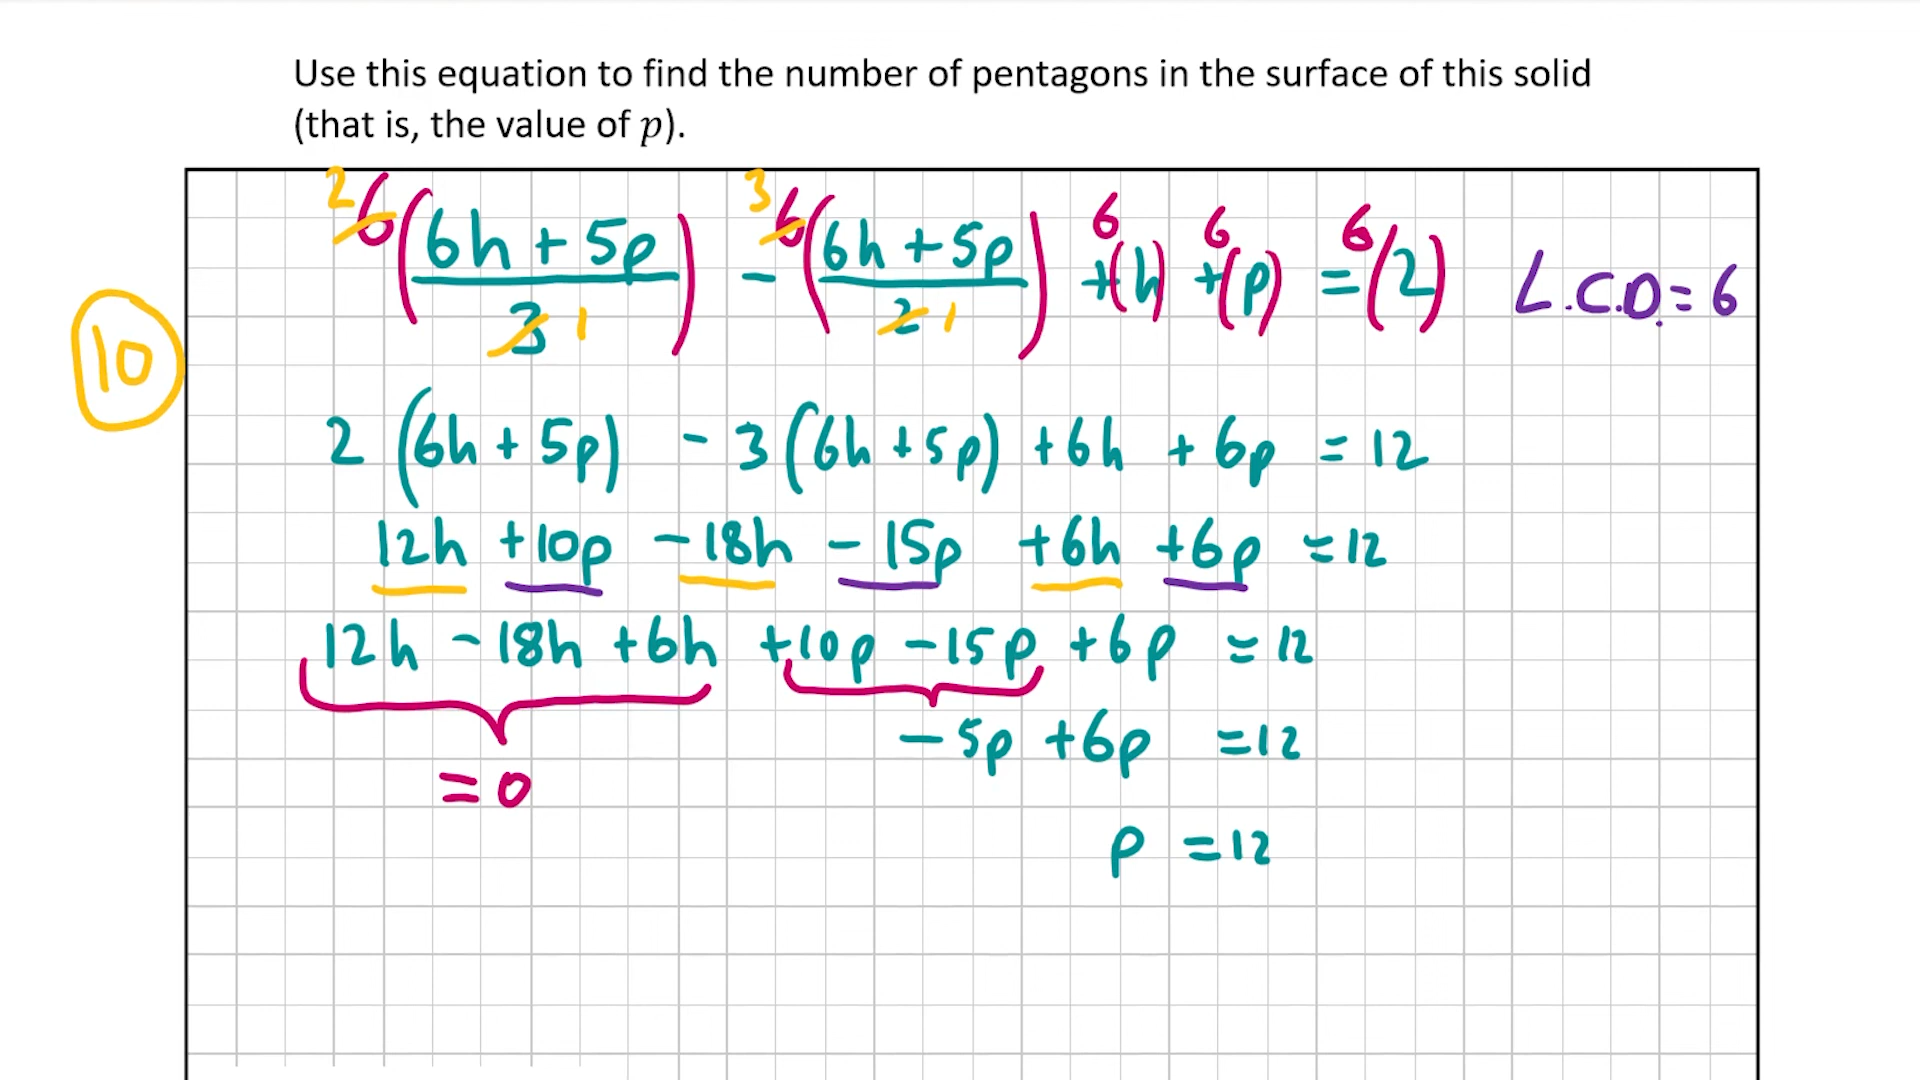 Use this equation to find the number of pentagons in the surface of this solid
(that is, the value of p).
2 6(6h + 5p / 3 1) - 3 6(6h + 5p / 2 1) + 6(h) + 6(p) = 6(2) L.C.D. = 6
10
2 (6h + 5p) - 3 (6h + 5p) + 6h + 6p = 12
12h + 10p - 18h - 15p + 6h + 6p = 12
12h - 18h + 6h + 10p - 15p + 6p = 12
- 5p + 6p = 12
= 0
p = 12